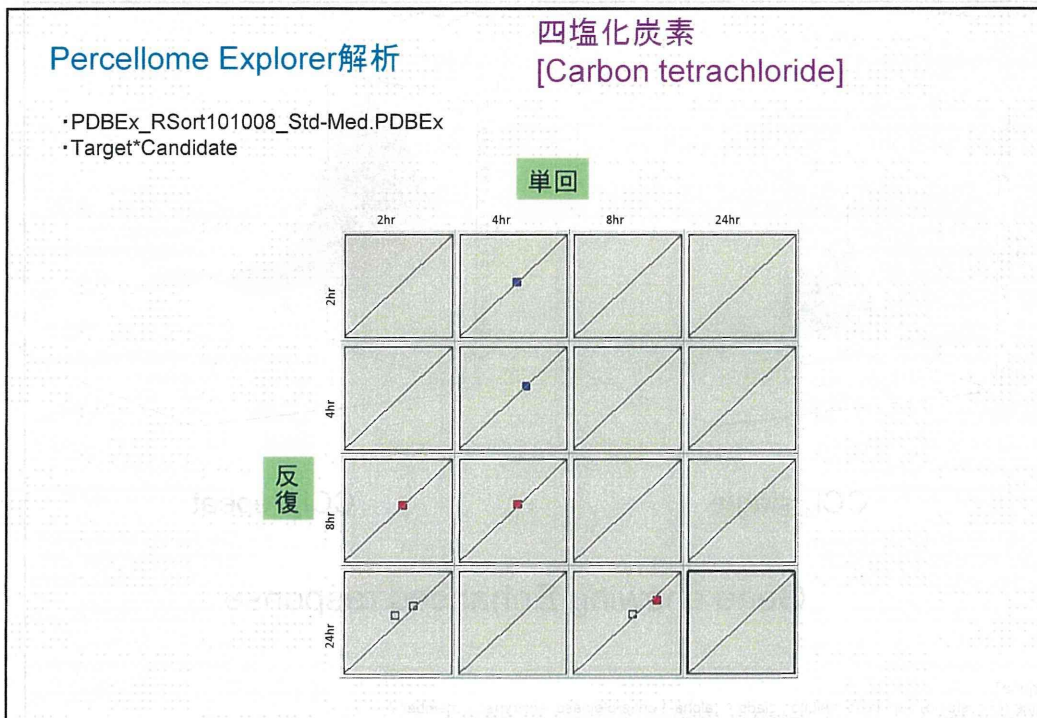 Percellome Explorer解析
四塩化炭素
[Carbon tetrachloride]
・PDBEx_RSort101008_Std-Med.PDBEx
・Target*Candidate
単回
2hr 4hr 8hr 24hr
2hr
4hr
反復
8hr
24hr